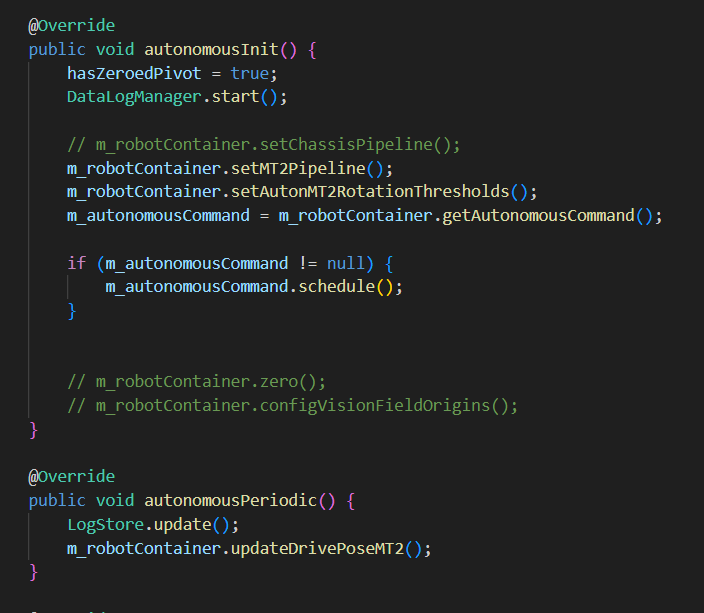 @Override
public void autonomousInit() {
hasZeroedPivot = true;
DataLogManager.start();
// m_robotContainer.setChassisPipeline();
m_robotContainer.setMT2Pipeline();
m_robotContainer.setAutonMT2RotationThresholds();
m_autonomousCommand = m_robotContainer.getAutonomousCommand();
if (m_autonomousCommand != null) {
m_autonomousCommand.schedule();
}
// m_robotContainer.zero();
// m_robotContainer.configVisionFieldOrigins();
}
@Override
public void autonomousPeriodic() {
LogStore.update();
m_robotContainer.updateDrivePoseMT2();
}